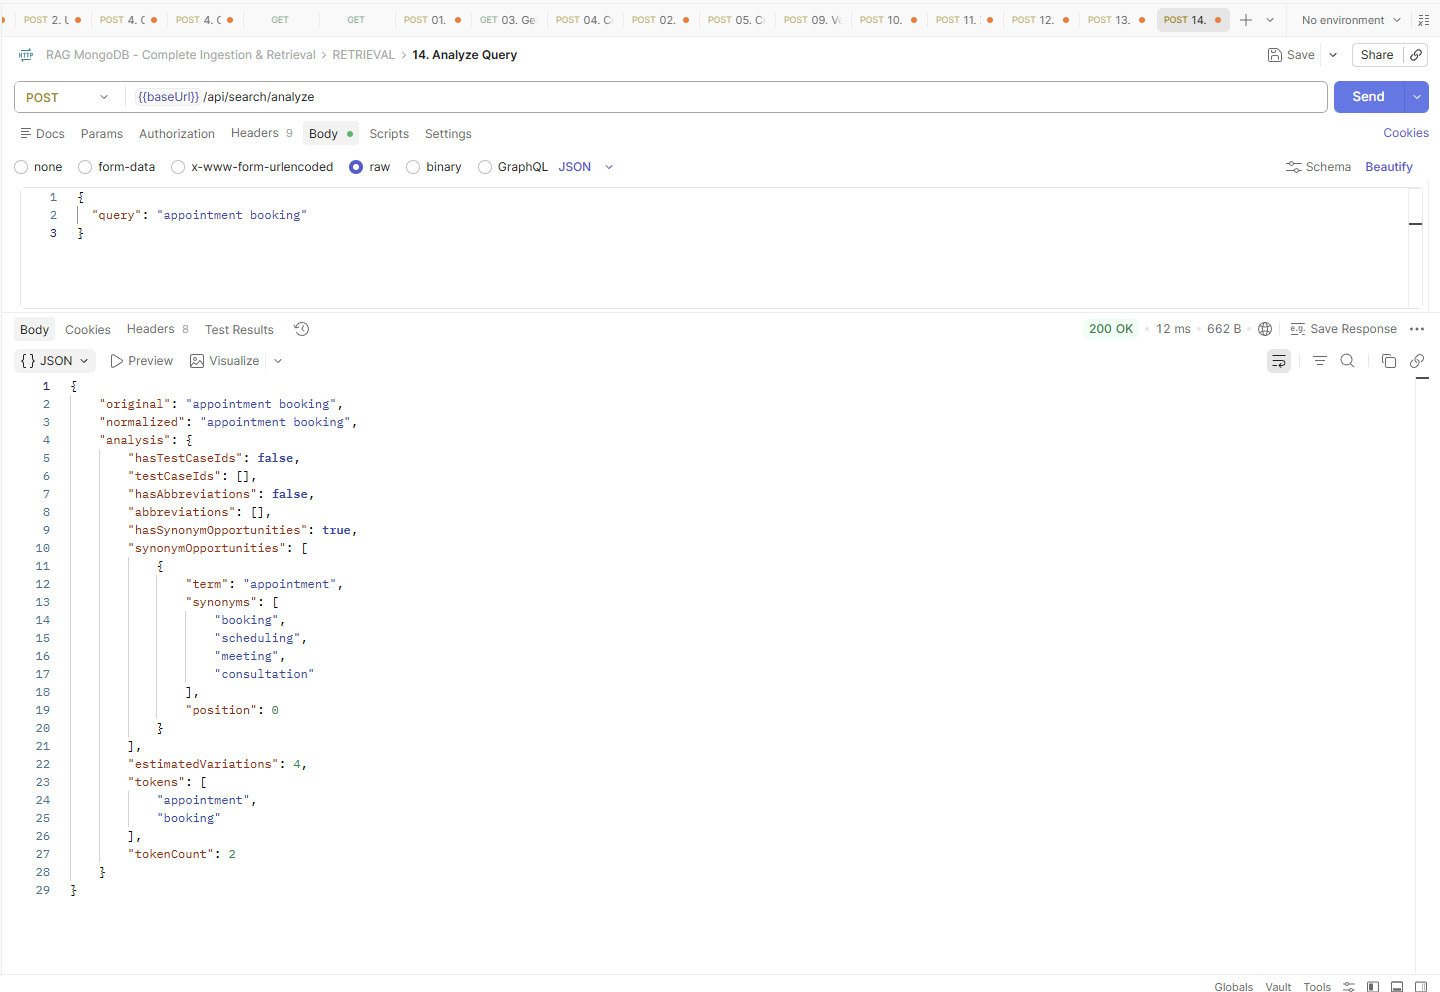 POST 2. U POST 4. C POST 4. C GET GET POST 01. GET 03. Ge POST 04. C POST 02. POST 05. C POST 09. Ve POST 10. POST 11. POST 12. POST 13. POST 14. No environment
HTTP RAG MongoDB - Complete Ingestion & Retrieval > RETRIEVAL > 14. Analyze Query Save Share
POST {{baseUrl}} /api/search/analyze Send
Docs Params Authorization Headers 9 Body Scripts Settings Cookies
none form-data x-www-form-urlencoded raw binary GraphQL JSON Schema Beautify
1 {
2 "query": "appointment booking"
3 }
Body Cookies Headers 8 Test Results 200 OK • 12 ms • 662 B • e.g. Save Response
{} JSON Preview Visualize
1 {
2 "original": "appointment booking",
3 "normalized": "appointment booking",
4 "analysis": {
5 "hasTestCaseIds": false,
6 "testCaseIds": [],
7 "hasAbbreviations": false,
8 "abbreviations": [],
9 "hasSynonymOpportunities": true,
10 "synonymOpportunities": [
11 {
12 "term": "appointment",
13 "synonyms": [
14 "booking",
15 "scheduling",
16 "meeting",
17 "consultation"
18 ],
19 "position": 0
20 }
21 ],
22 "estimatedVariations": 4,
23 "tokens": [
24 "appointment",
25 "booking"
26 ],
27 "tokenCount": 2
28 }
29 }
Globals Vault Tools